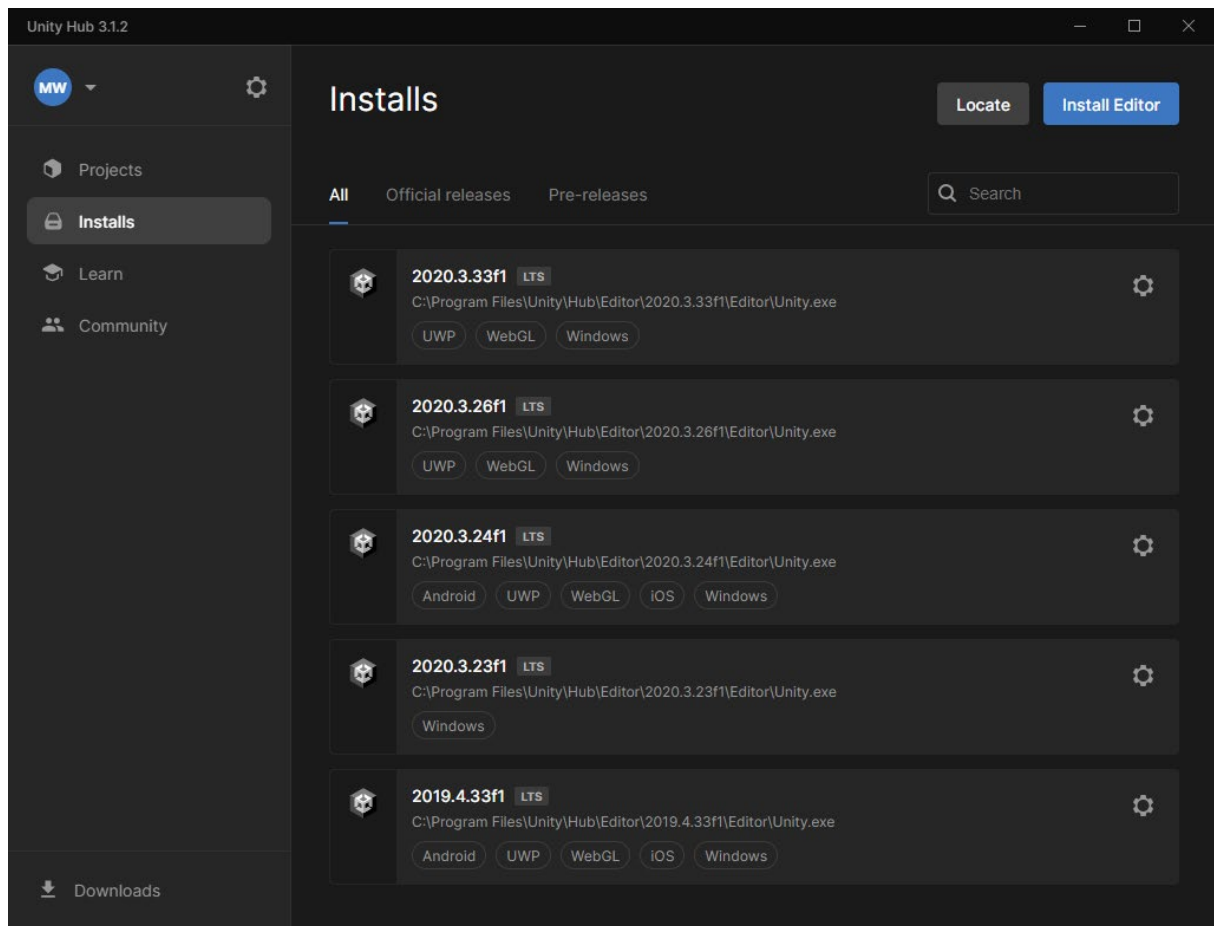 Unity Hub 3.1.2
MW
Projects
Installs
Learn
Community
Downloads
Installs
Locate
Install Editor
All Official releases Pre-releases
Search
2020.3.33f1 LTS
C:\Program Files\Unity\Hub\Editor\2020.3.33f1\Editor\Unity.exe
UWP WebGL Windows
2020.3.26f1 LTS
C:\Program Files\Unity\Hub\Editor\2020.3.26f1\Editor\Unity.exe
UWP WebGL Windows
2020.3.24f1 LTS
C:\Program Files\Unity\Hub\Editor\2020.3.24f1\Editor\Unity.exe
Android UWP WebGL iOS Windows
2020.3.23f1 LTS
C:\Program Files\Unity\Hub\Editor\2020.3.23f1\Editor\Unity.exe
Windows
2019.4.33f1 LTS
C:\Program Files\Unity\Hub\Editor\2019.4.33f1\Editor\Unity.exe
Android UWP WebGL iOS Windows